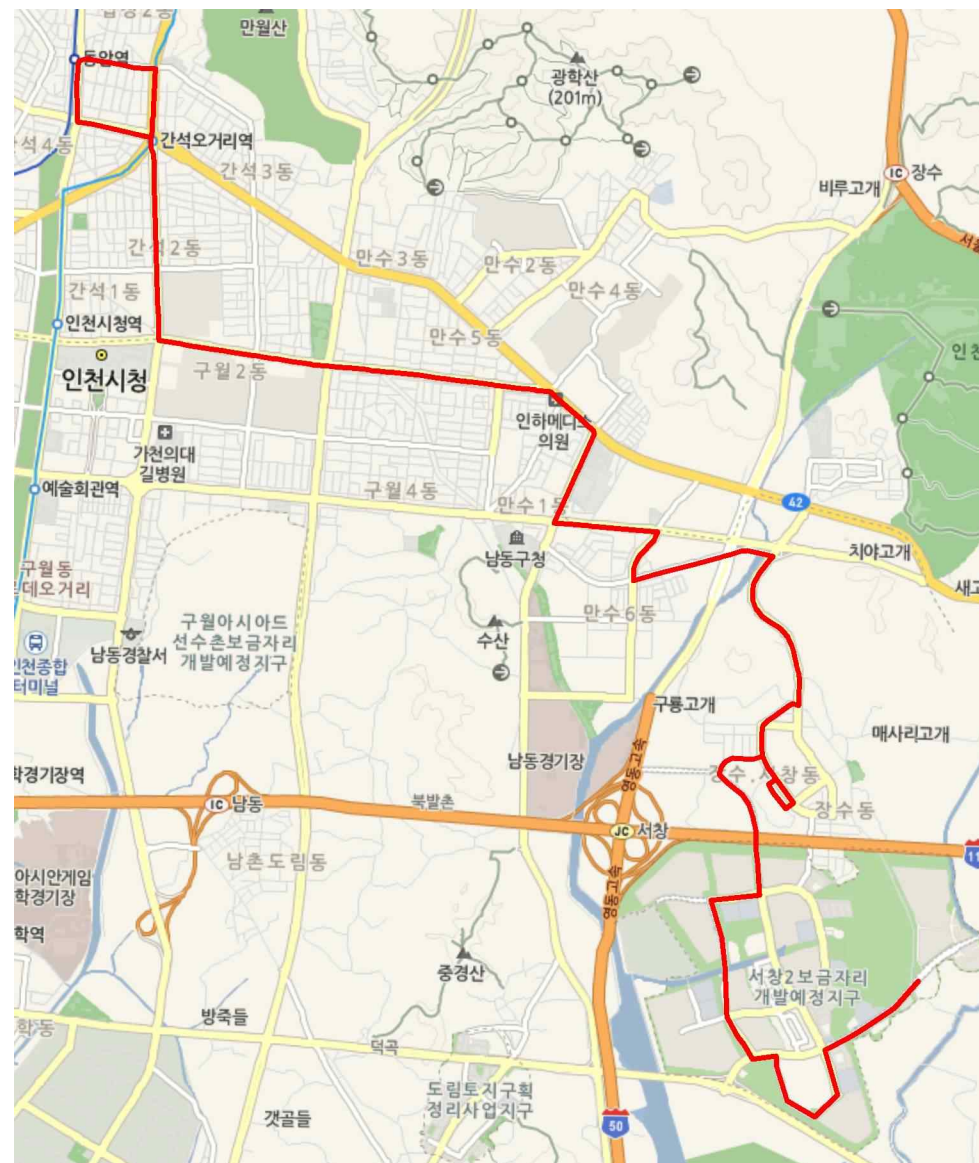 만월산
동암역
광학산
(201m)
간석오거리역
석4동
간석3동
IC 장수
비루고개
간석2동
만수3동
만수2동
간석1동
만수4동
인천시청역
만수5동
인천시청
구월2동
인하메디스
의원
가천의대
길병원
예술회관역
구월4동
만수1동
42
남동구청
치야고개
구월동
데오거리
만수6동
구월아시아드
선수촌보금자리
개발예정지구
수산
남동경찰서
인천종합
터미널
구룡고개
매사리고개
남동경기장
영동고속
장수.서창동
학경기장역
IC 남동
북발촌
장수동
JC 서창
남촌도림동
아시안게임
학경기장
영동고속
학역
중경산
서창2보금자리
개발예정지구
방죽들
학동
덕곡
도림토지구획
정리사업지구
갯골들
50